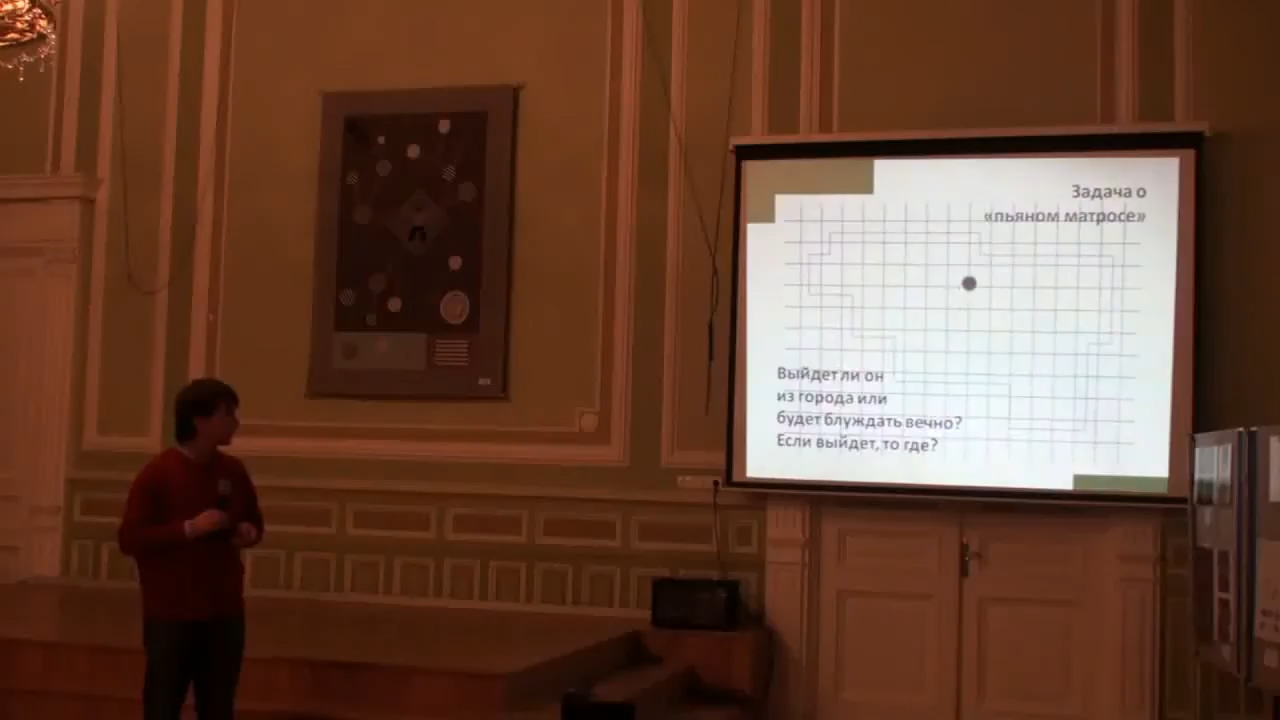 Задача о
«пьяном матросе»
Выйдет ли он
из города или
будет блуждать вечно?
Если выйдет, то где?